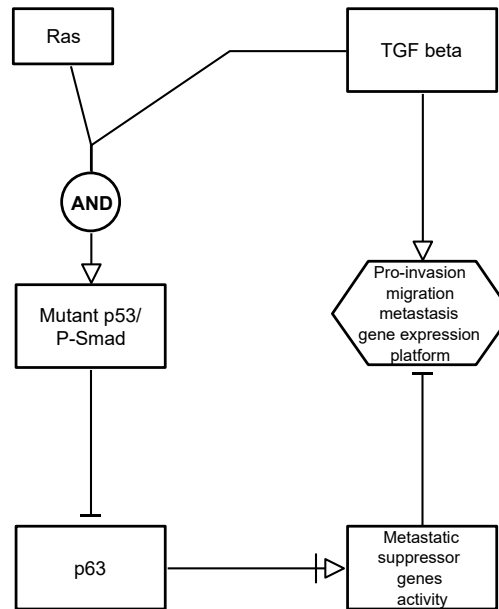 Ras
TGF beta
AND
Pro-invasion
migration
metastasis
gene expression
platform
Mutant p53/
P-Smad
p63
Metastatic
suppressor
genes
activity